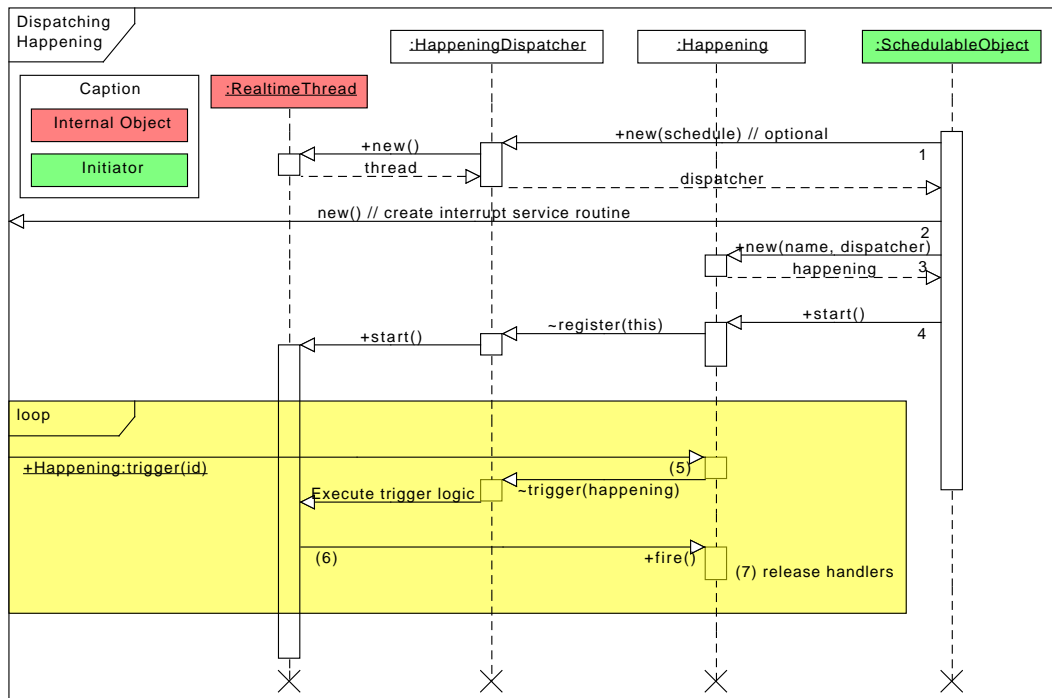 Dispatching
Happening
:HappeningDispatcher
:Happening
:SchedulableObject
:RealtimeThread
Caption
Internal Object
Initiator
+new(schedule) // optional
1
+new()
thread
dispatcher
new() // create interrupt service routine
2
+new(name, dispatcher)
happening
3
+start()
~register(this)
+start()
4
loop
+Happening:trigger(id)
(5)
~trigger(happening)
Execute trigger logic
(6)
+fire()
(7) release handlers